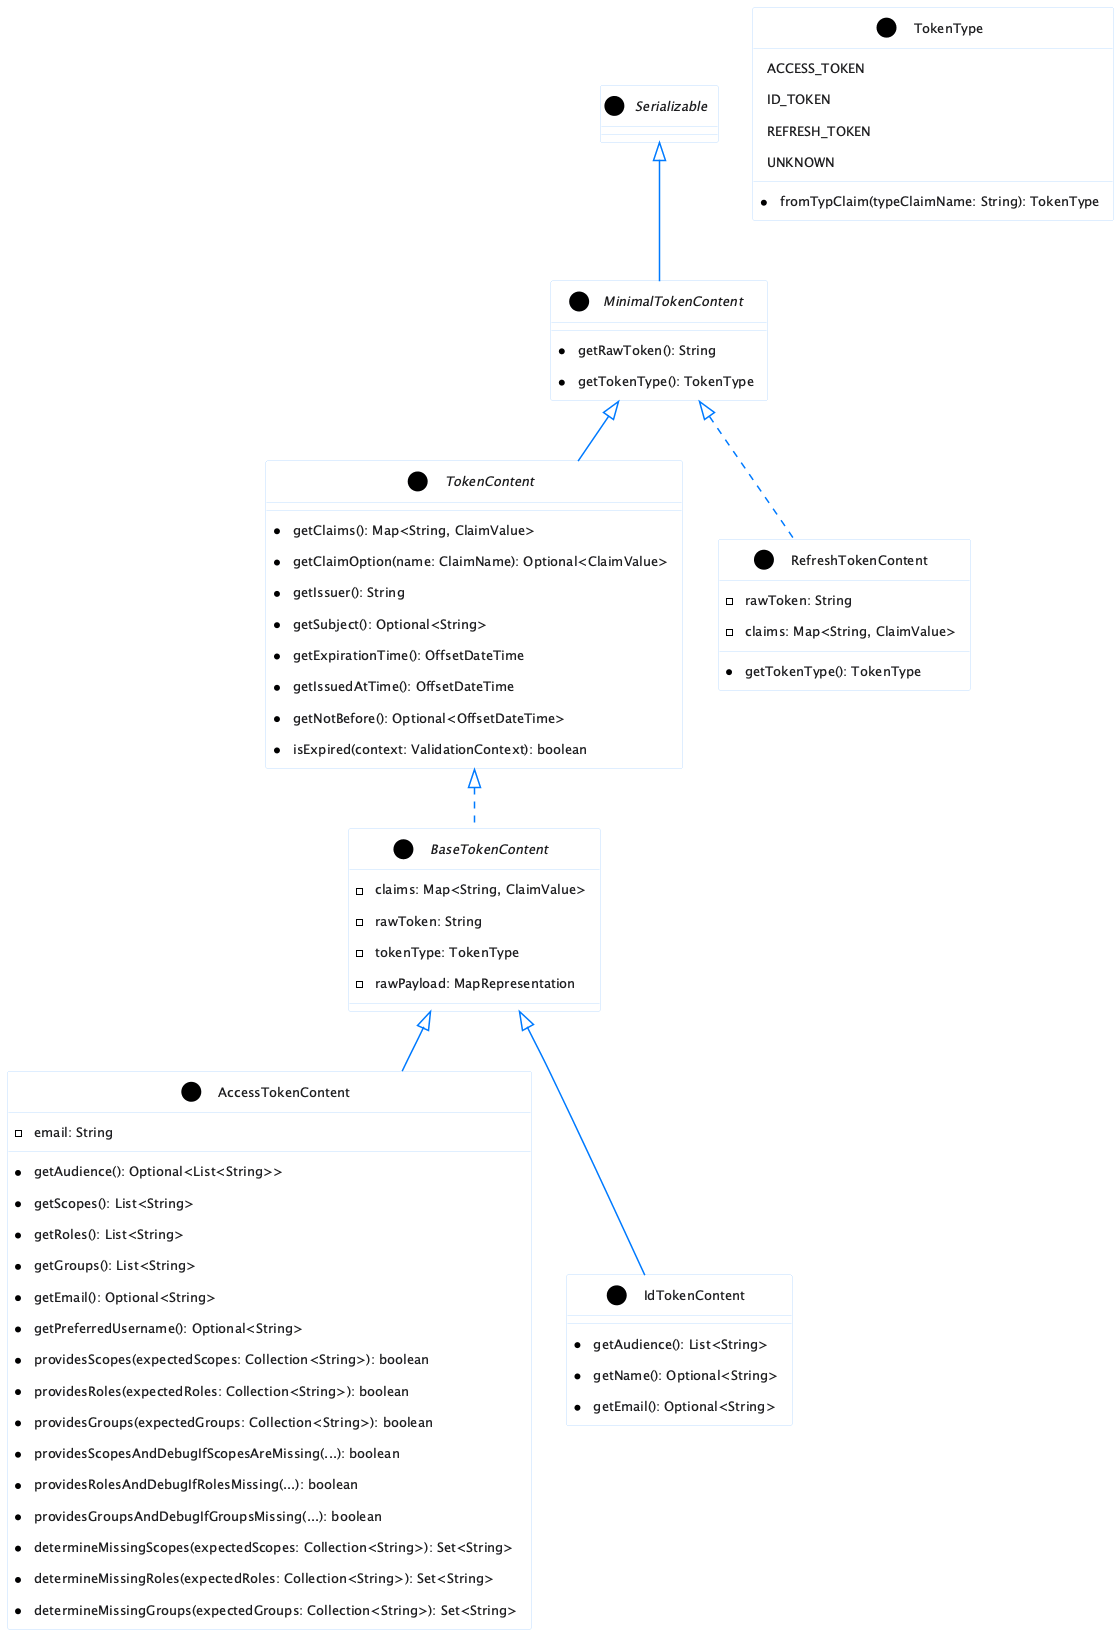 TokenType
ACCESS_TOKEN
ID_TOKEN
REFRESH_TOKEN
UNKNOWN
fromTypClaim(typeClaimName: String): TokenType
Serializable
MinimalTokenContent
getRawToken(): String
getTokenType(): TokenType
TokenContent
getClaims(): Map<String, ClaimValue>
getClaimOption(name: ClaimName): Optional<ClaimValue>
getIssuer(): String
getSubject(): Optional<String>
getExpirationTime(): OffsetDateTime
getIssuedAtTime(): OffsetDateTime
getNotBefore(): Optional<OffsetDateTime>
isExpired(context: ValidationContext): boolean
RefreshTokenContent
rawToken: String
claims: Map<String, ClaimValue>
getTokenType(): TokenType
BaseTokenContent
claims: Map<String, ClaimValue>
rawToken: String
tokenType: TokenType
rawPayload: MapRepresentation
AccessTokenContent
email: String
getAudience(): Optional<List<String>>
getScopes(): List<String>
getRoles(): List<String>
getGroups(): List<String>
getEmail(): Optional<String>
getPreferredUsername(): Optional<String>
providesScopes(expectedScopes: Collection<String>): boolean
providesRoles(expectedRoles: Collection<String>): boolean
providesGroups(expectedGroups: Collection<String>): boolean
providesScopesAndDebugIfScopesAreMissing(...): boolean
providesRolesAndDebugIfRolesMissing(...): boolean
providesGroupsAndDebugIfGroupsMissing(...): boolean
determineMissingScopes(expectedScopes: Collection<String>): Set<String>
determineMissingRoles(expectedRoles: Collection<String>): Set<String>
determineMissingGroups(expectedGroups: Collection<String>): Set<String>
IdTokenContent
getAudience(): List<String>
getName(): Optional<String>
getEmail(): Optional<String>